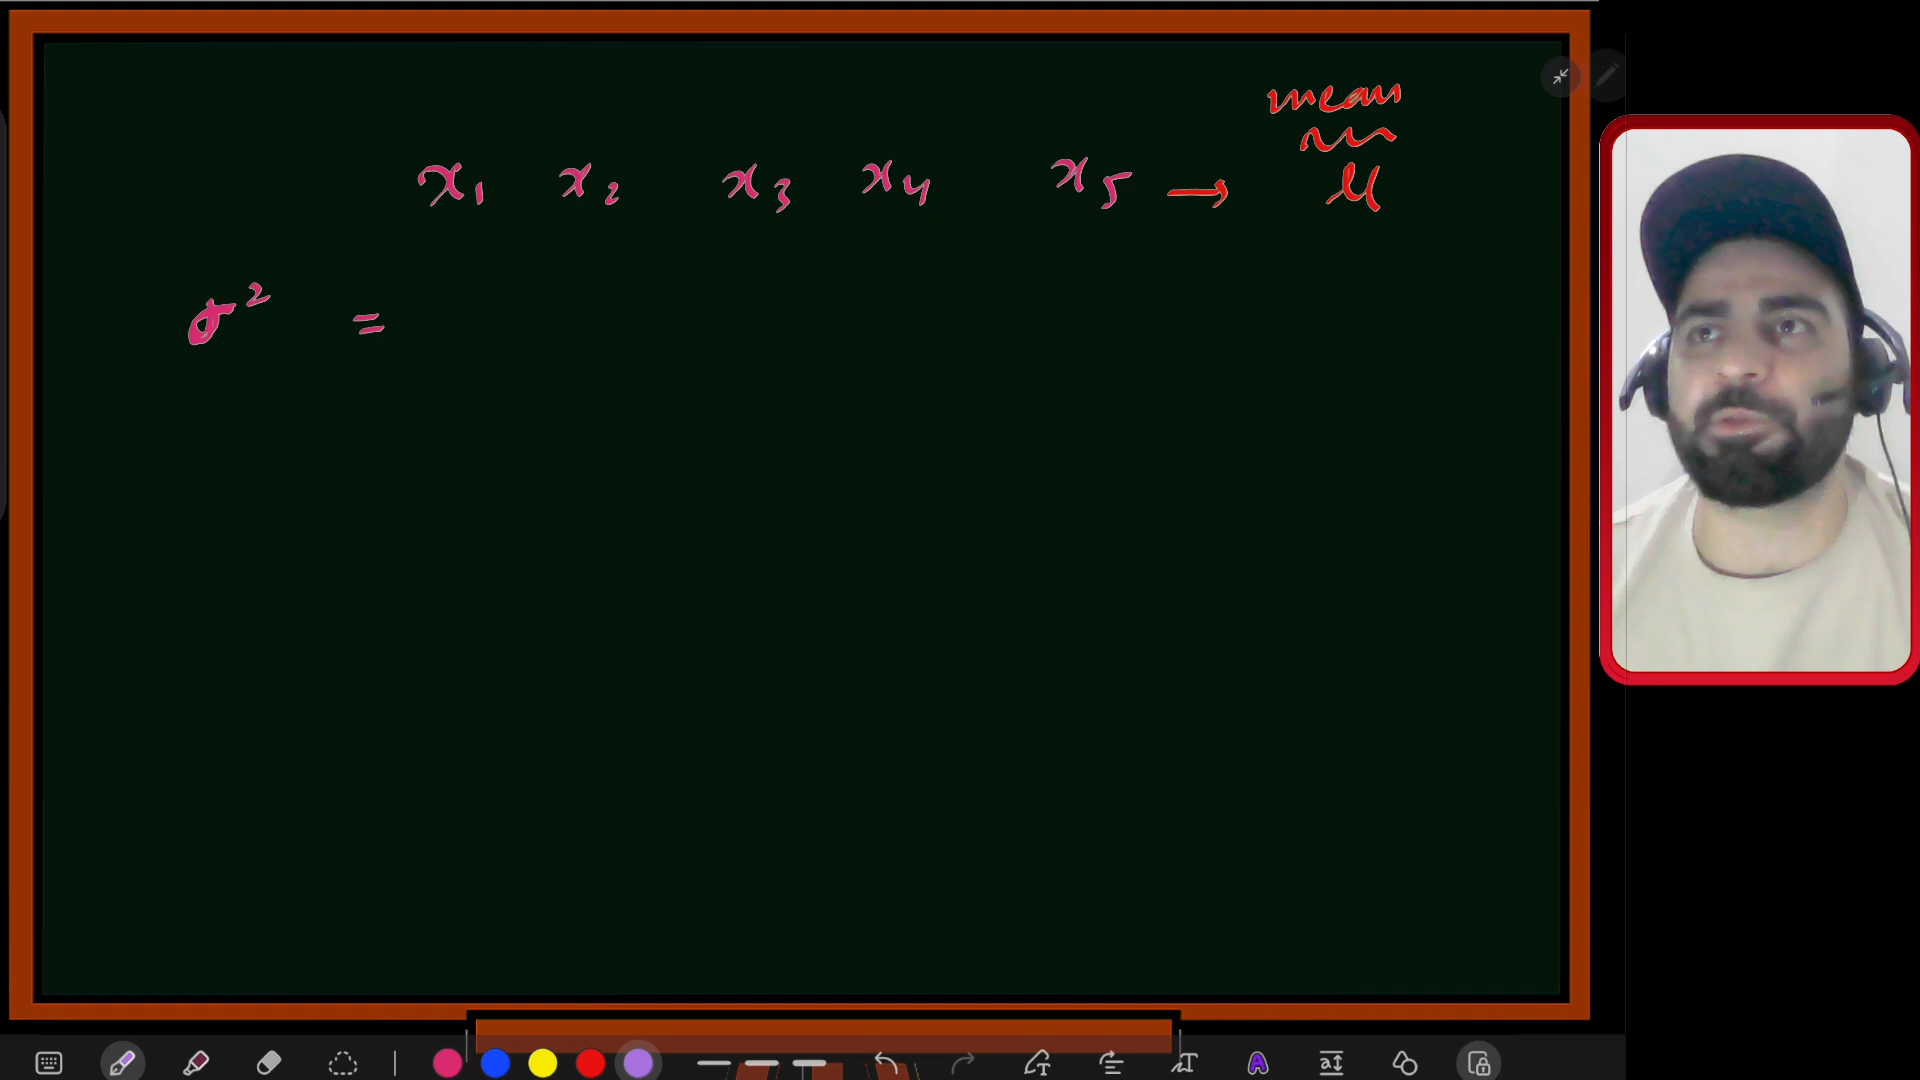 mean
x₁ x₂ x₃ x₄ x₅ → μ
σ² =